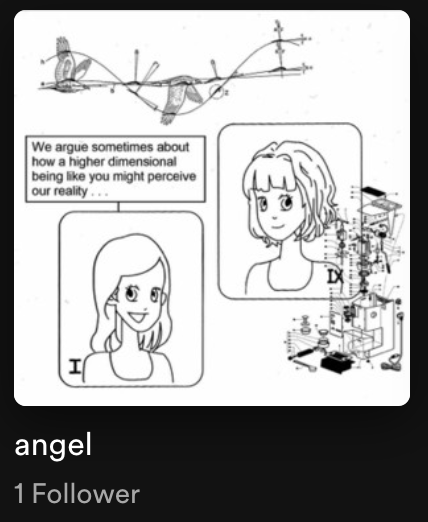 We argue sometimes about
how a higher dimensional
being like you might perceive
our reality . . .
IX
I
angel
1 Follower